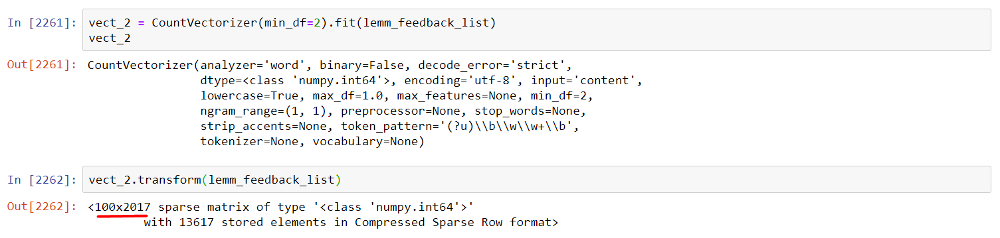 In [2261]: vect_2 = CountVectorizer(min_df=2).fit(lemm_feedback_list)
vect_2
Out[2261]: CountVectorizer(analyzer='word', binary=False, decode_error='strict',
dtype=<class 'numpy.int64'>, encoding='utf-8', input='content',
lowercase=True, max_df=1.0, max_features=None, min_df=2,
ngram_range=(1, 1), preprocessor=None, stop_words=None,
strip_accents=None, token_pattern='(?u)\\b\\w\\w+\\b',
tokenizer=None, vocabulary=None)
In [2262]: vect_2.transform(lemm_feedback_list)
Out[2262]: <100x2017 sparse matrix of type '<class 'numpy.int64'>'
with 13617 stored elements in Compressed Sparse Row format>